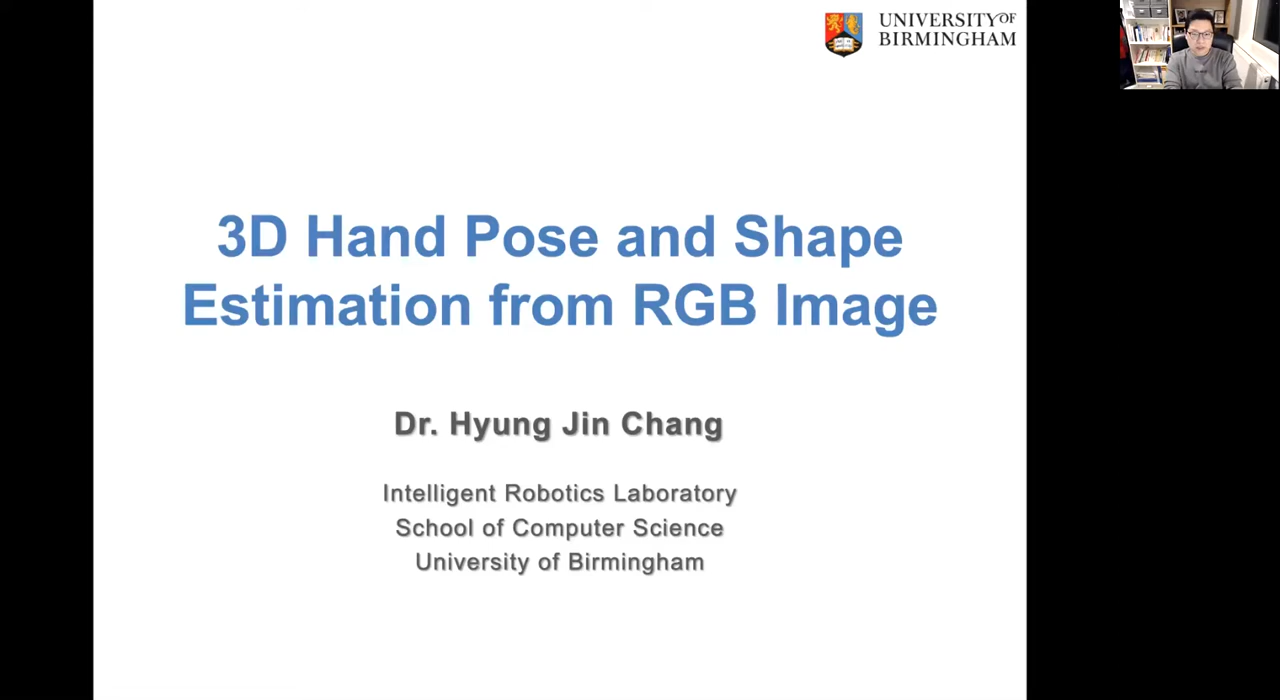 UNIVERSITY OF
BIRMINGHAM
3D Hand Pose and Shape
Estimation from RGB Image
Dr. Hyung Jin Chang
Intelligent Robotics Laboratory
School of Computer Science
University of Birmingham